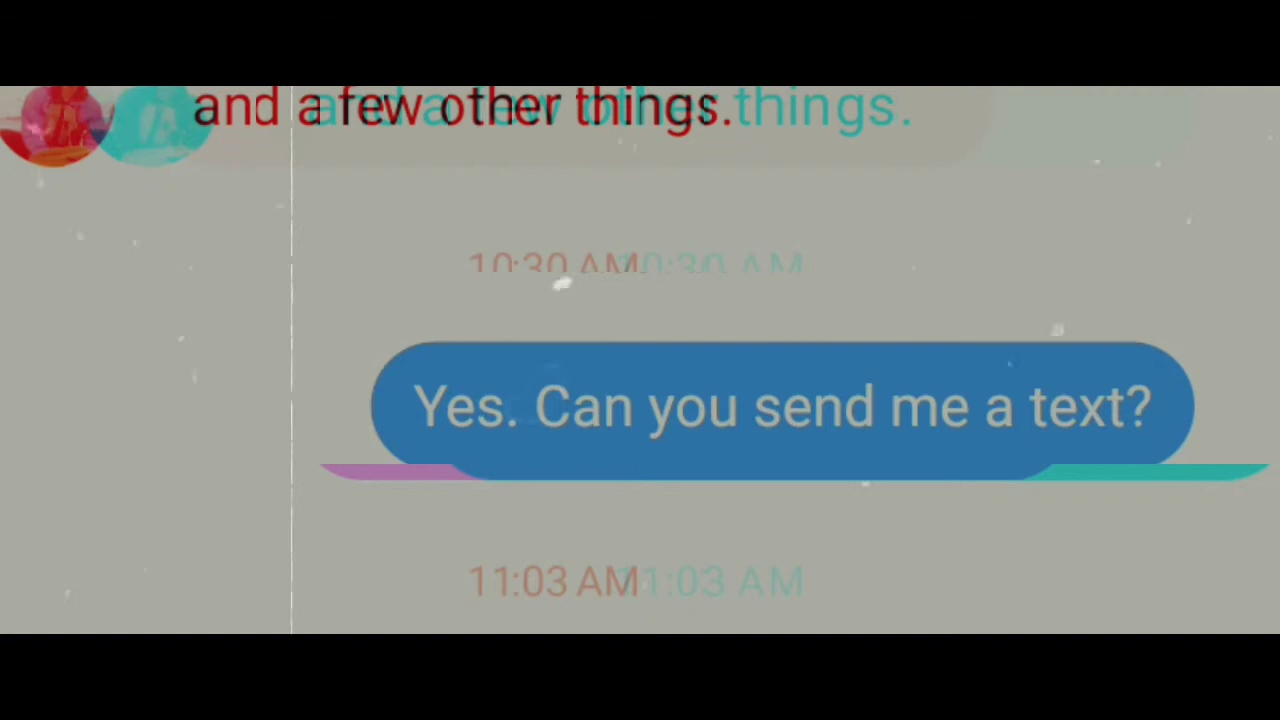 and a few other things.
10:30 AM
Yes. Can you send me a text?
11:03 AM